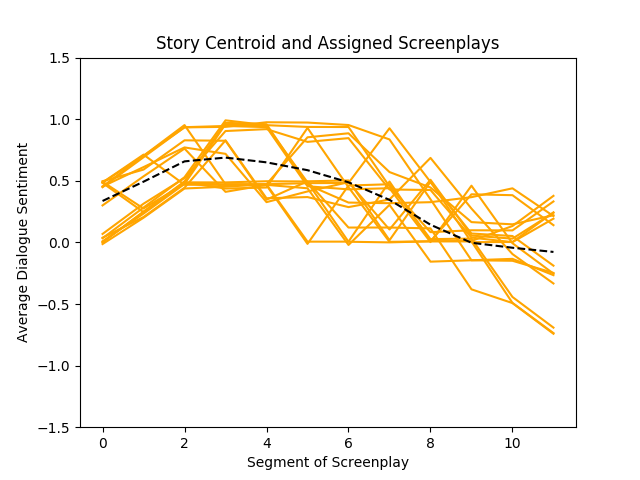 Story Centroid and Assigned Screenplays
1.5
1.0
0.5
0.0
−0.5
−1.0
−1.5
Average Dialogue Sentiment
0 2 4 6 8 10
Segment of Screenplay